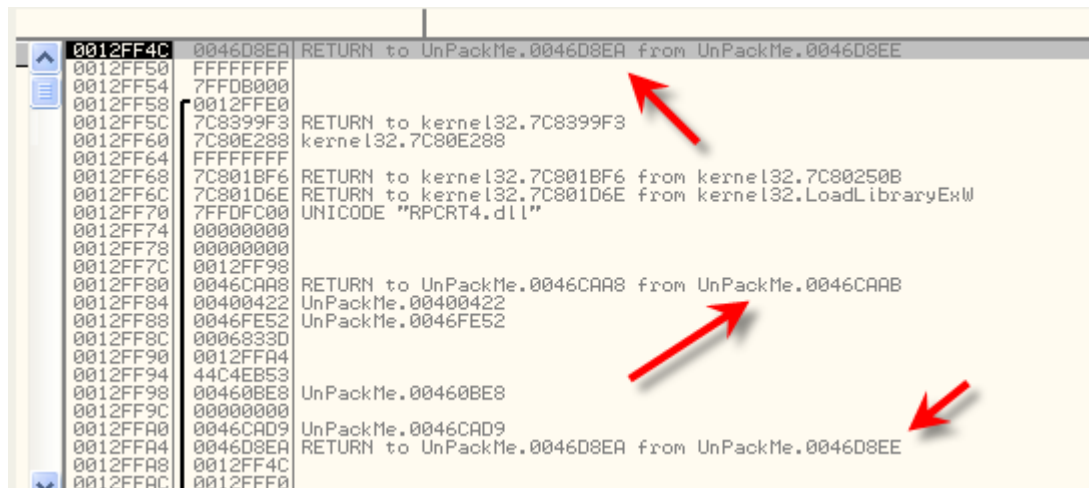 0012FF4C 0046D8EA RETURN to UnPackMe.0046D8EA from UnPackMe.0046D8EE
0012FF50 FFFFFFFF
0012FF54 7FFDB000
0012FF58 0012FFE0
0012FF5C 7C8399F3 RETURN to kernel32.7C8399F3
0012FF60 7C80E288 kernel32.7C80E288
0012FF64 FFFFFFFF
0012FF68 7C801BF6 RETURN to kernel32.7C801BF6 from kernel32.7C80250B
0012FF6C 7C801D6E RETURN to kernel32.7C801D6E from kernel32.LoadLibraryExW
0012FF70 7FFDFC00 UNICODE "RPCRT4.dll"
0012FF74 00000000
0012FF78 00000000
0012FF7C 0012FF98
0012FF80 0046CAA8 RETURN to UnPackMe.0046CAA8 from UnPackMe.0046CAAB
0012FF84 00400422 UnPackMe.00400422
0012FF88 0046FE52 UnPackMe.0046FE52
0012FF8C 0006833D
0012FF90 0012FFA4
0012FF94 44C4EB53
0012FF98 00460BE8 UnPackMe.00460BE8
0012FF9C 00000000
0012FFA0 0046CAD9 UnPackMe.0046CAD9
0012FFA4 0046D8EA RETURN to UnPackMe.0046D8EA from UnPackMe.0046D8EE
0012FFA8 0012FF4C
0012FFAC 0012FFF0